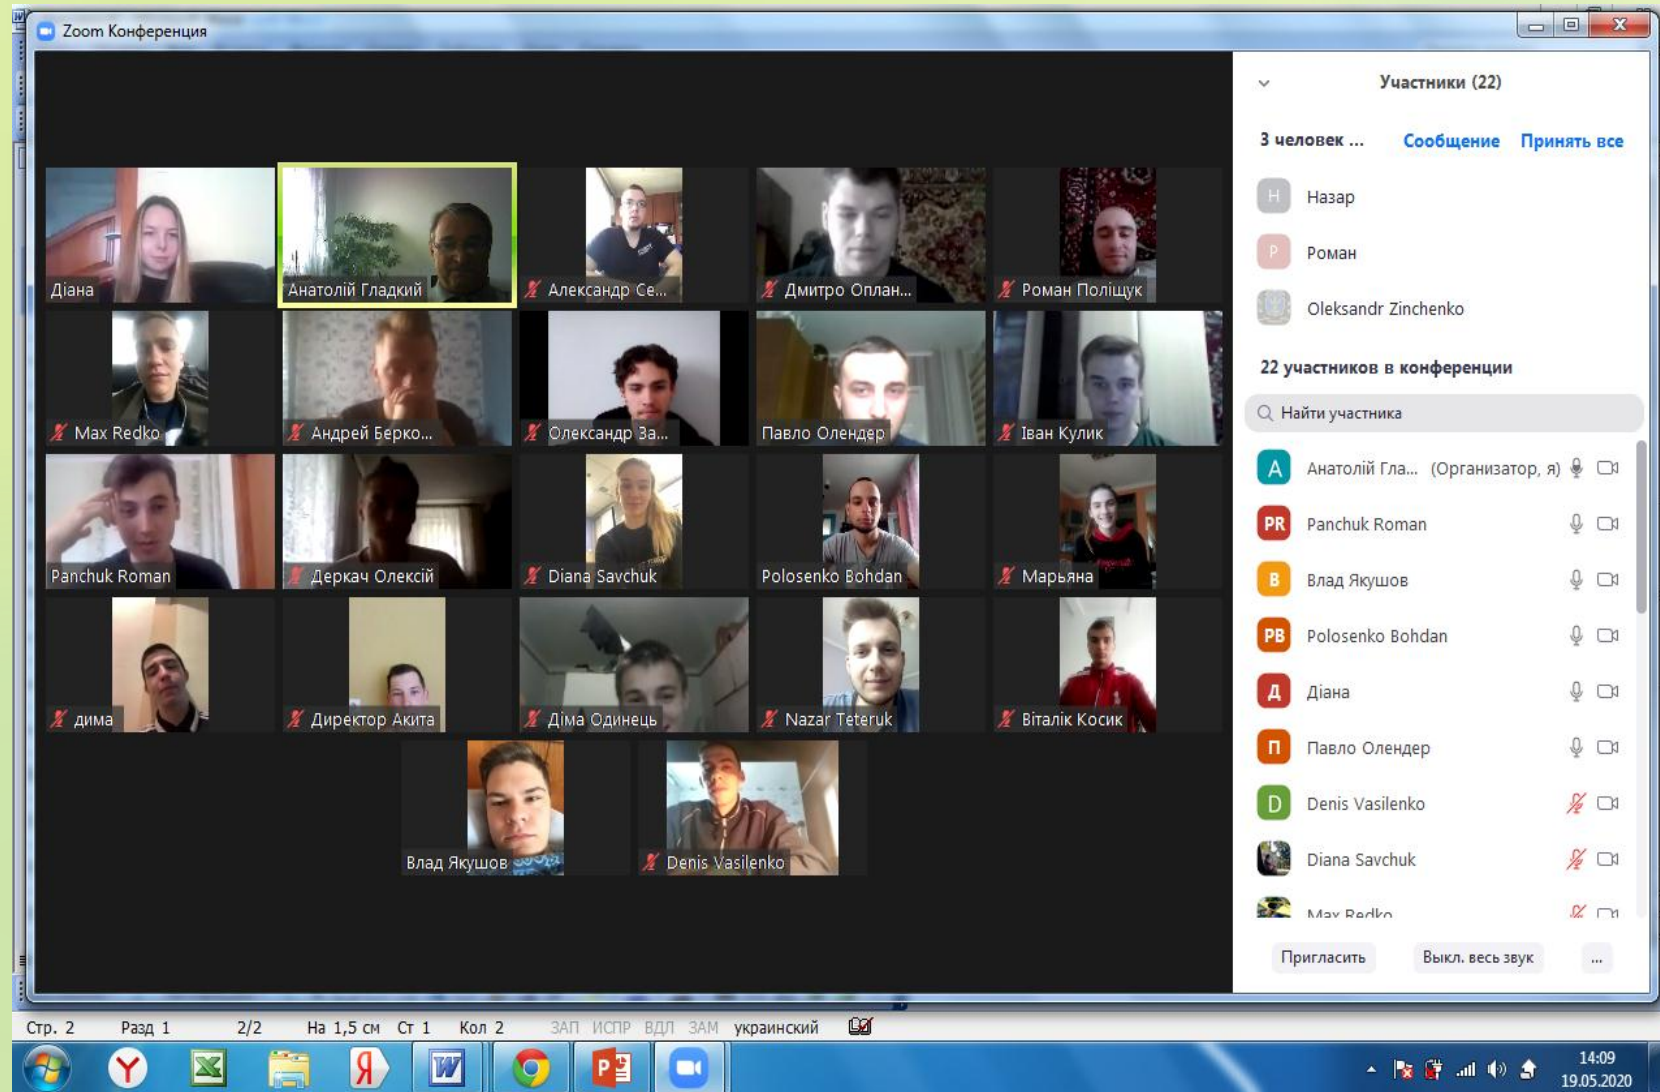 Zoom Конференция
Діана
Анатолій Гладкий
Александр Се...
Дмитро Оплан...
Роман Поліщук
Max Redko
Андрей Берко...
Олександр За...
Павло Олендер
Іван Кулик
Panchuk Roman
Деркач Олексій
Diana Savchuk
Polosenko Bohdan
Марьяна
дима
Директор Акита
Діма Одинець
Nazar Teteruk
Віталік Косик
Влад Якушов
Denis Vasilenko
Участники (22)
3 человек ... Сообщение Принять все
Н Назар
Р Роман
Oleksandr Zinchenko
22 участников в конференции
Найти участника
А Анатолій Гла... (Организатор, я)
PR Panchuk Roman
В Влад Якушов
PB Polosenko Bohdan
Д Діана
П Павло Олендер
D Denis Vasilenko
Diana Savchuk
Max Redko
Пригласить Выкл. весь звук ...
Стр. 2 Разд 1 2/2 На 1,5 см Ст 1 Кол 2 ЗАП ИСПР ВДЛ ЗАМ украинский
14:09
19.05.2020